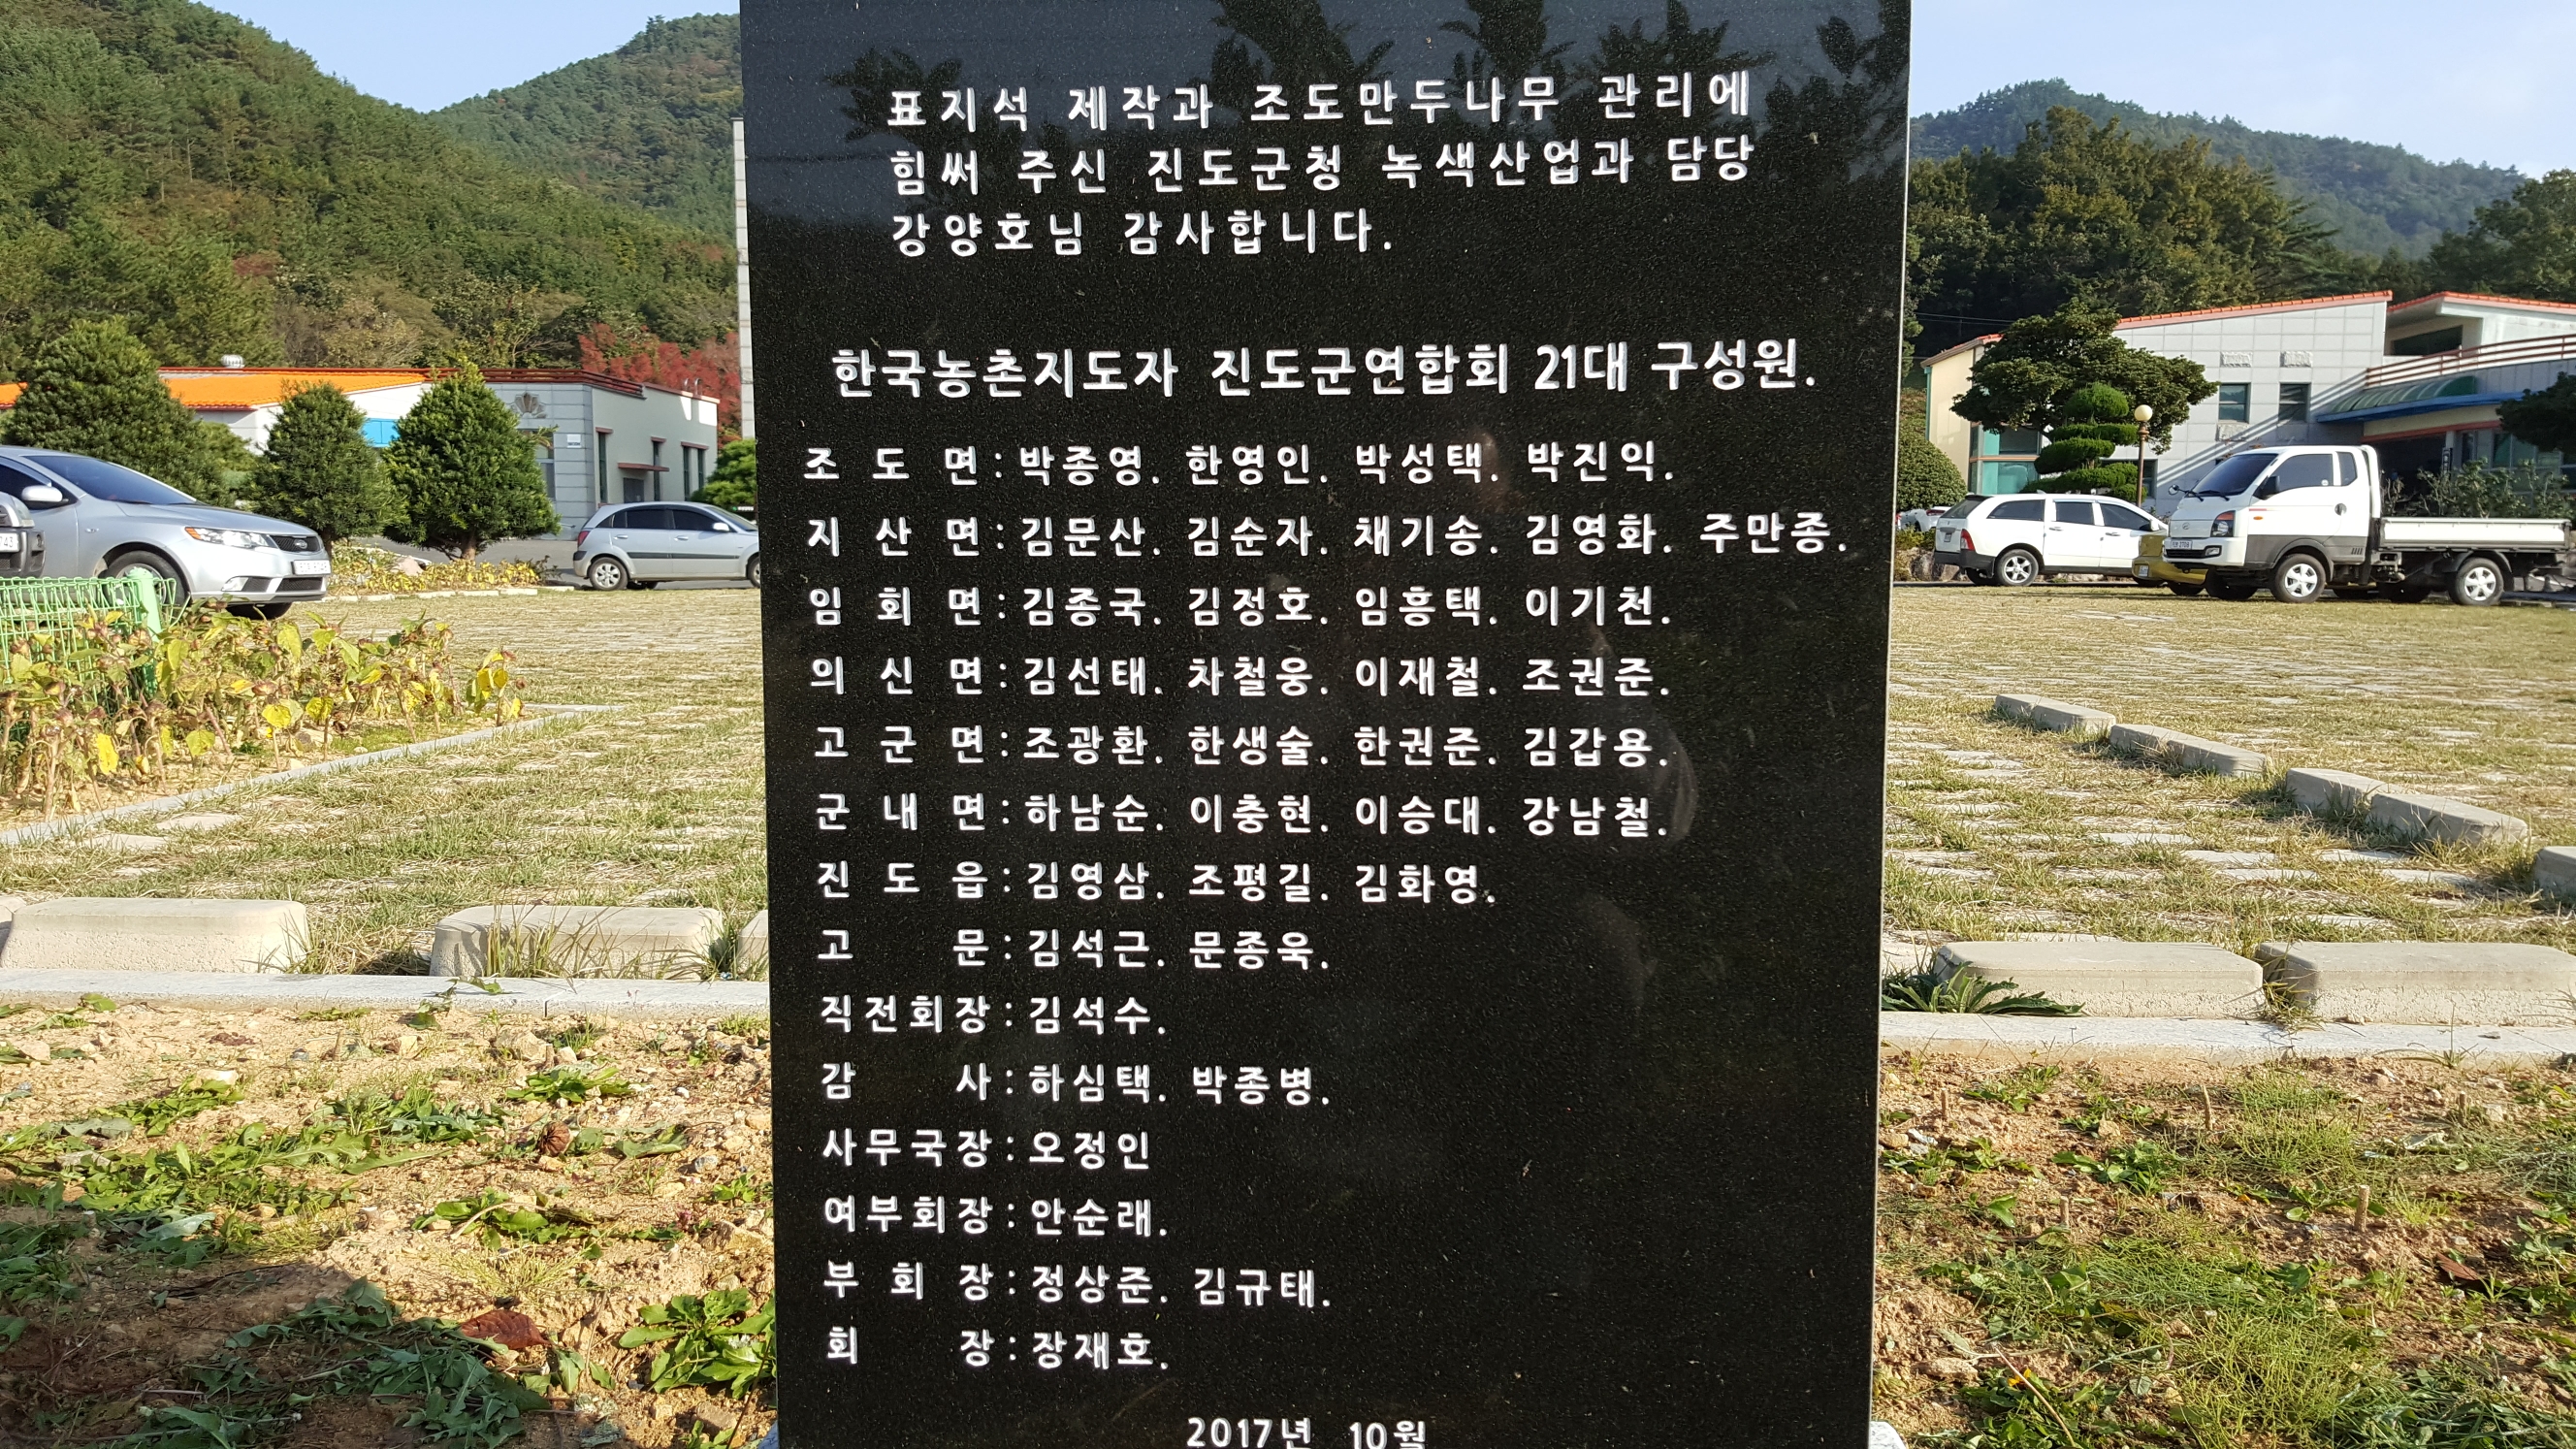 표지석 제작과 조도만두나무 관리에
힘써 주신 진도군청 녹색산업과 담당
강양호님 감사합니다.
한국농촌지도자 진도군연합회 21대 구성원.
조 도 면:박종영. 한영인. 박성택. 박진익.
지 산 면:김문산. 김순자. 채기송. 김영화. 주만종.
임 회 면:김종국. 김정호. 임흥택. 이기천.
의 신 면:김선태. 차철웅. 이재철. 조권준.
고 군 면:조광환. 한생술. 한권준. 김갑용.
군 내 면:하남순. 이충현. 이승대. 강남철.
진 도 읍:김영삼. 조평길. 김화영.
고 문:김석근. 문종욱.
직전회장:김석수.
감 사:하심택. 박종병.
사무국장:오정인
여부회장:안순래.
부 회 장:정상준. 김규태.
회 장:장재호.
2017년 10월